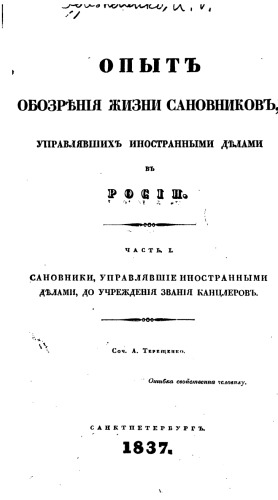 ОПЫТЪ
ОБОЗРѢНІЯ ЖИЗНИ САНОВНИКОВЪ,
УПРАВЛЯВШИХЪ ИНОСТРАННЫМИ ДѢЛАМИ
ВЪ
РОСІИ.
ЧАСТЬ I.
САНОВНИКИ, УПРАВЛЯВШІЕ ИНОСТРАННЫМИ
ДѢЛАМИ, ДО УЧРЕЖДЕНІЯ ЗВАНІЯ КАНЦЛЕРОВЪ.
Соч. А. Терещенко.
Ошибка свойственна человѣку.
САНКТПЕТЕРБУРГЪ.
1837.